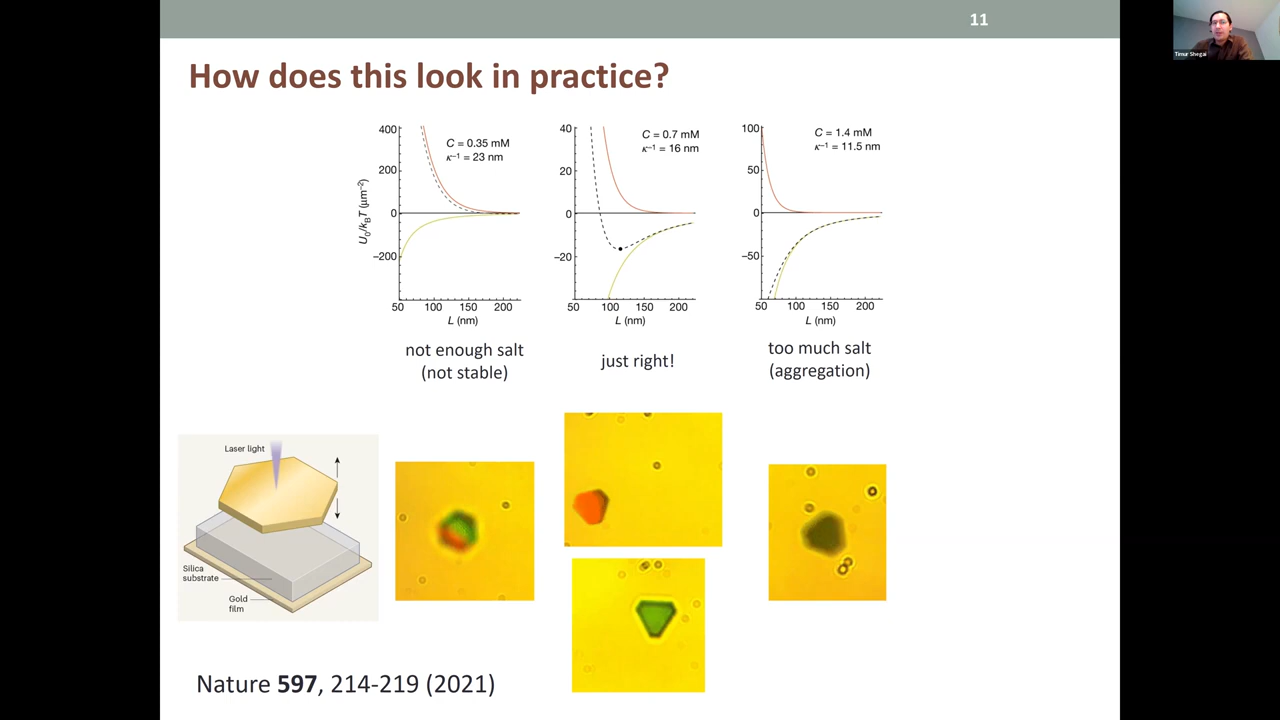 11
Timur Shegai
How does this look in practice?
400
200
0
−200
U₀/k_BT (μm⁻²)
C = 0.35 mM
κ⁻¹ = 23 nm
50 100 150 200
L (nm)
40
20
0
−20
C = 0.7 mM
κ⁻¹ = 16 nm
50 100 150 200
L (nm)
100
50
0
−50
C = 1.4 mM
κ⁻¹ = 11.5 nm
50 100 150 200
L (nm)
not enough salt
(not stable)
just right!
too much salt
(aggregation)
Laser light
Silica
substrate
Gold
film
Nature 597, 214-219 (2021)